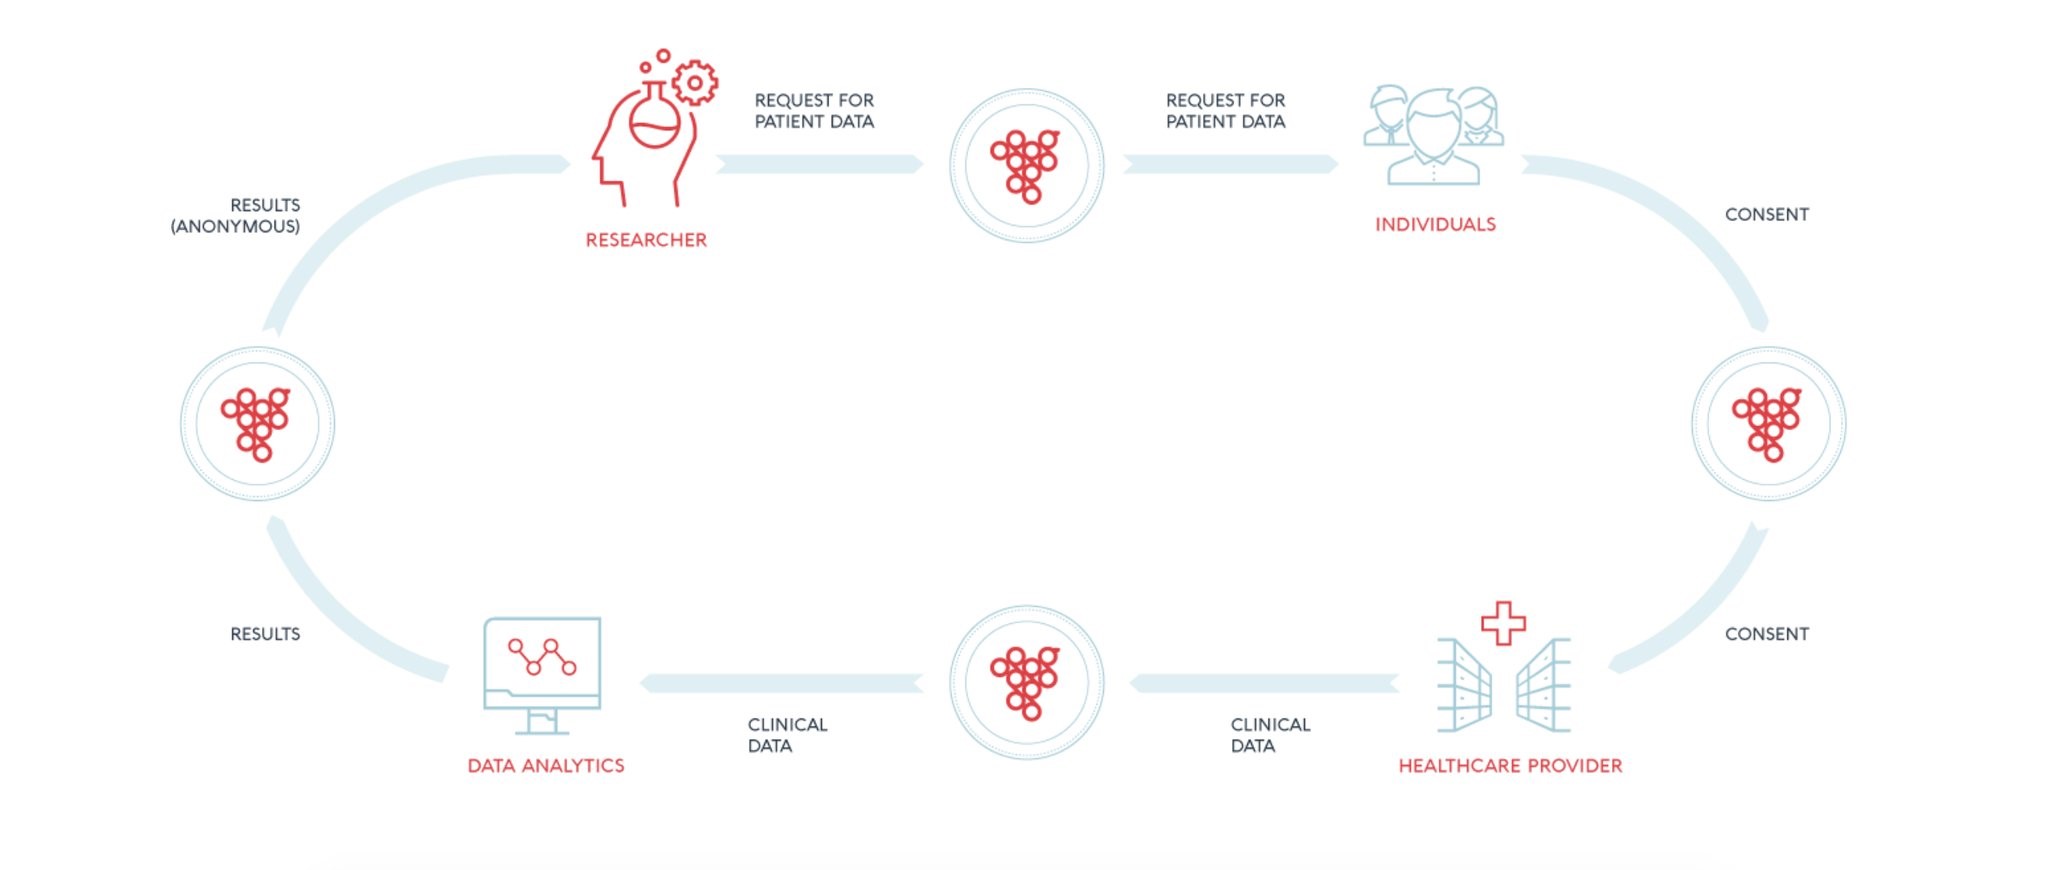 REQUEST FOR
PATIENT DATA
REQUEST FOR
PATIENT DATA
RESULTS
(ANONYMOUS)
CONSENT
RESEARCHER
INDIVIDUALS
RESULTS
CONSENT
CLINICAL
DATA
CLINICAL
DATA
DATA ANALYTICS
HEALTHCARE PROVIDER